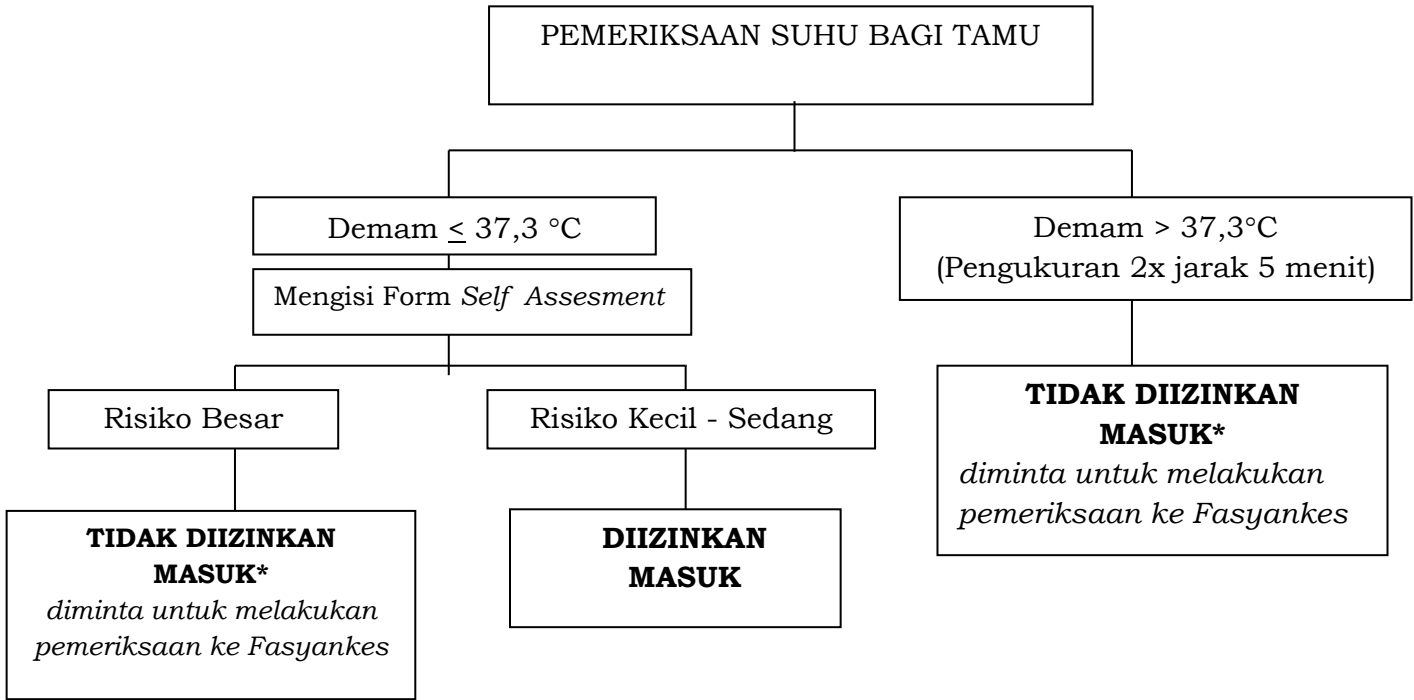 PEMERIKSAAN SUHU BAGI TAMU
Demam ≤ 37,3 °C
Mengisi Form Self Assesment
Demam > 37,3°C
(Pengukuran 2x jarak 5 menit)
Risiko Besar
Risiko Kecil - Sedang
TIDAK DIIZINKAN
MASUK*
diminta untuk melakukan
pemeriksaan ke Fasyankes
DIIZINKAN
MASUK
TIDAK DIIZINKAN
MASUK*
diminta untuk melakukan
pemeriksaan ke Fasyankes